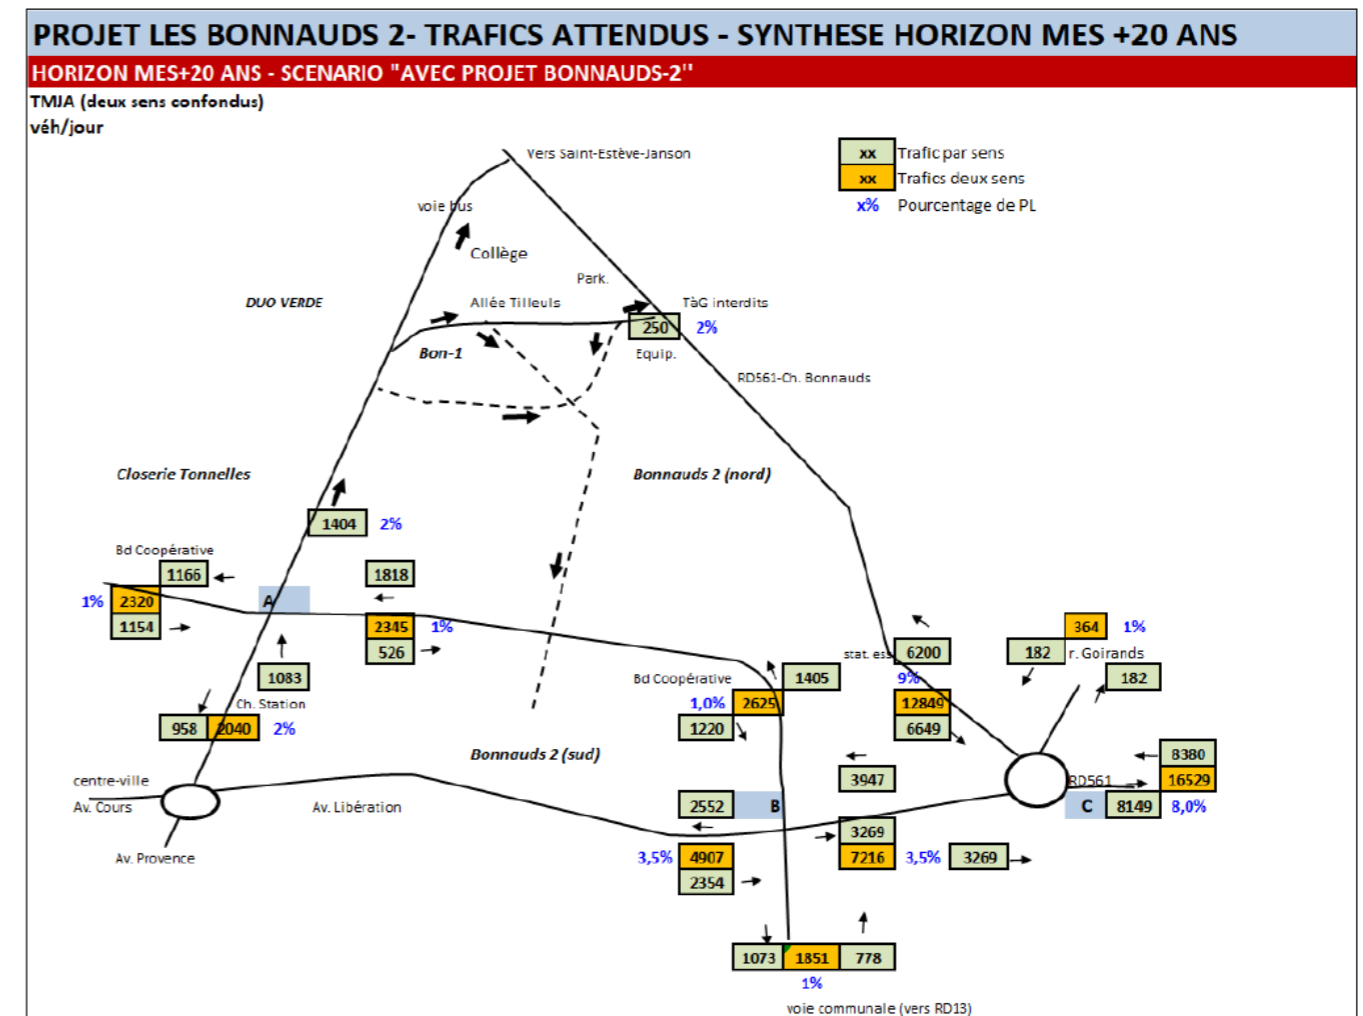 PROJET LES BONNAUDS 2- TRAFICS ATTENDUS - SYNTHESE HORIZON MES +20 ANS
HORIZON MES+20 ANS - SCENARIO "AVEC PROJET BONNAUDS-2"
TMJA (deux sens confondus)
véh/jour
Vers Saint-Estève-Janson
xx Trafic par sens
xx Trafics deux sens
x% Pourcentage de PL
voie bus
Collège
Park.
DUO VERDE
Allée Tilleuls
TàG interdits
250 2%
Bon-1
Equip.
RD561-Ch. Bonnauds
Closerie Tonnelles
Bonnauds 2 (nord)
1404 2%
Bd Coopérative
1166
1818
1% 2320
A
1154
2345 1%
526
364 1%
stat. ess
6200
182
r. Goirands
182
1083
Bd Coopérative
1405
9%
Ch. Station
1,0% 2625
12849
958 2040 2%
1220
6649
Bonnauds 2 (sud)
8380
centre-ville
3947
RD561
16529
Av. Cours
Av. Libération
2552
B
C
8149
8,0%
3269
Av. Provence
3,5% 4907
7216 3,5%
3269
2354
1073 1851 778
1%
voie communale (vers RD13)